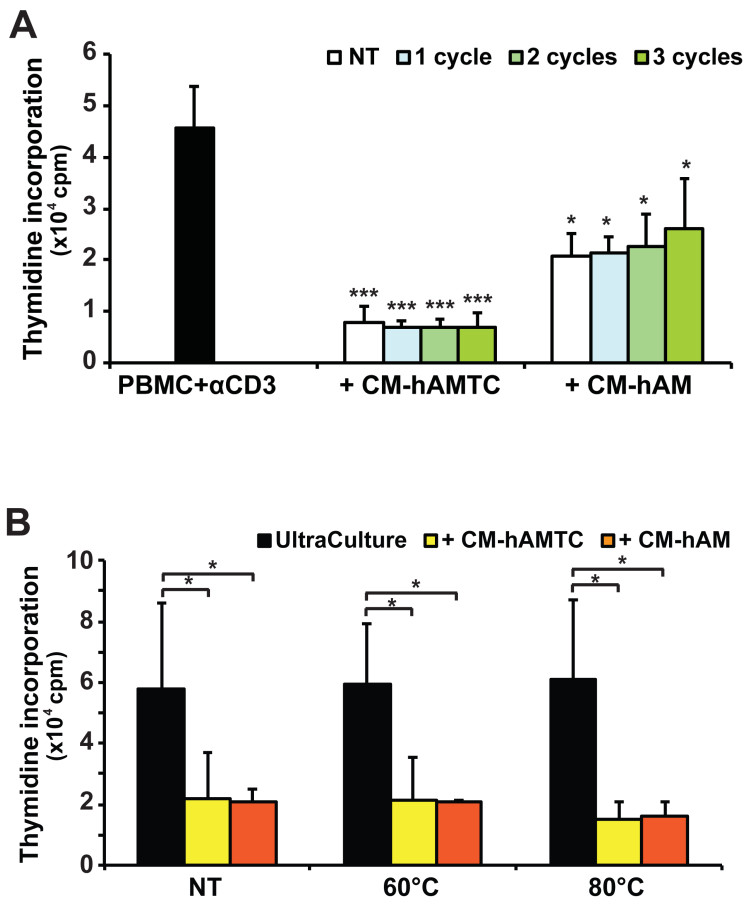 A
NT 1 cycle 2 cycles 3 cycles
Thymidine incorporation
(x10⁴ cpm)
6
5
4
3
2
1
0
*** *** *** ***
* * * *
PBMC+αCD3 + CM-hAMTC + CM-hAM
B
UltraCulture + CM-hAMTC + CM-hAM
Thymidine incorporation
(x10⁴ cpm)
10
8
6
4
2
0
* * *
* * *
NT 60°C 80°C